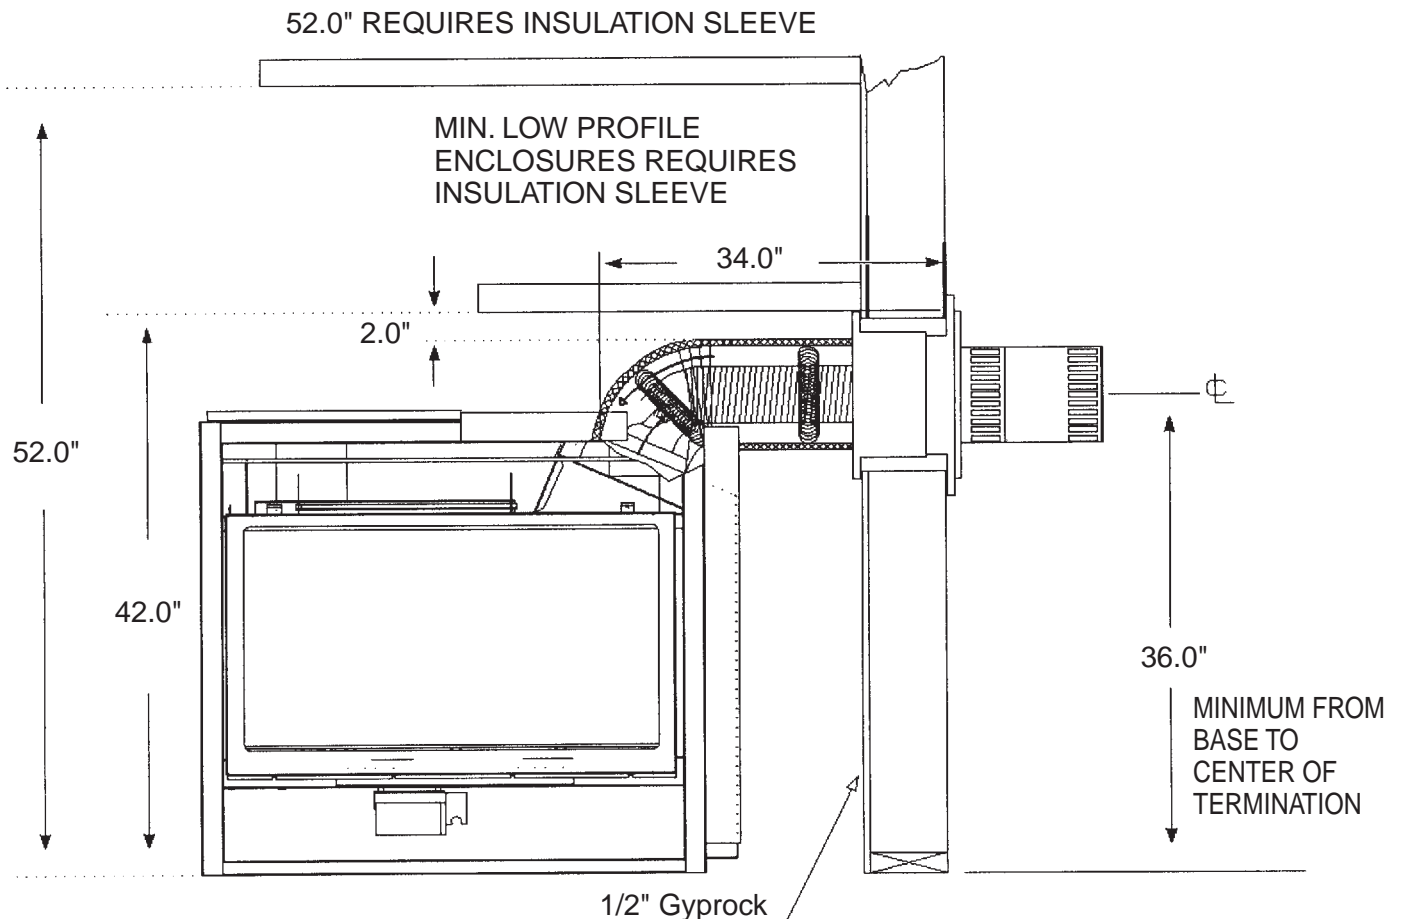 52.0" REQUIRES INSULATION SLEEVE
MIN. LOW PROFILE
ENCLOSURES REQUIRES
INSULATION SLEEVE
34.0"
2.0"
℄
52.0"
42.0"
36.0"
MINIMUM FROM
BASE TO
CENTER OF
TERMINATION
1/2" Gyprock